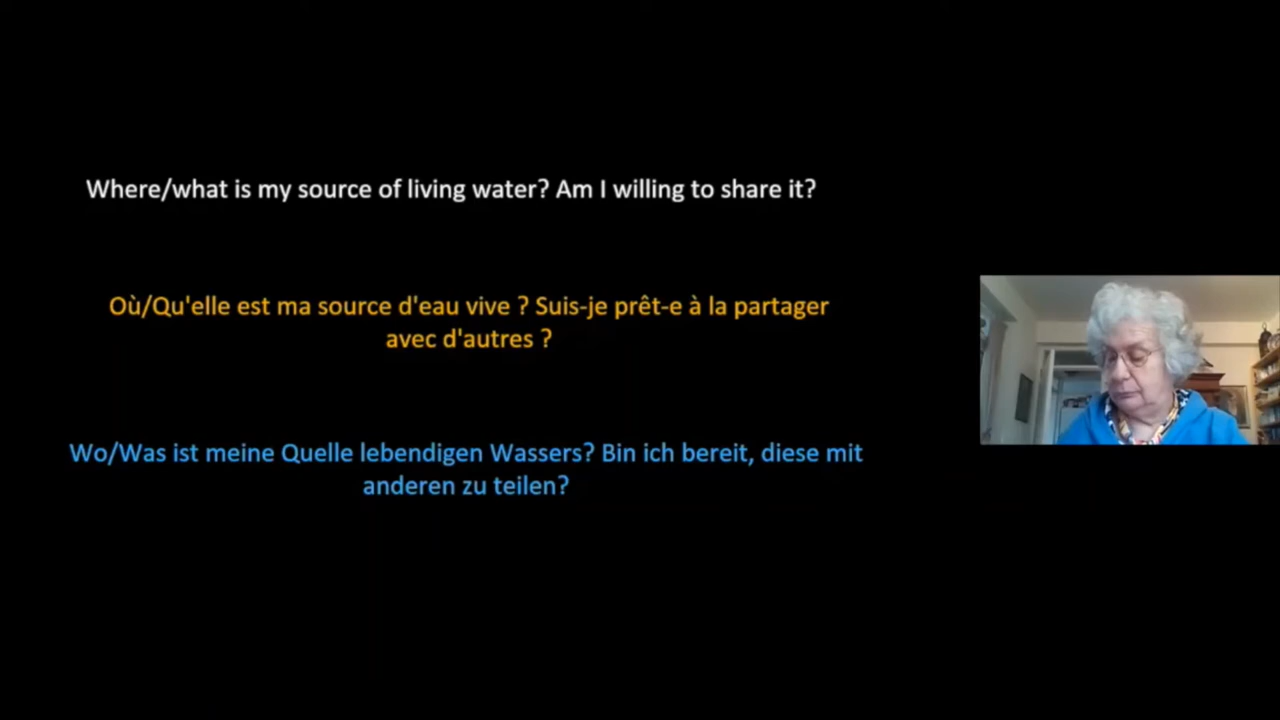 Where/what is my source of living water? Am I willing to share it?
Où/Qu'elle est ma source d'eau vive ? Suis-je prêt-e à la partager
avec d'autres ?
Wo/Was ist meine Quelle lebendigen Wassers? Bin ich bereit, diese mit
anderen zu teilen?